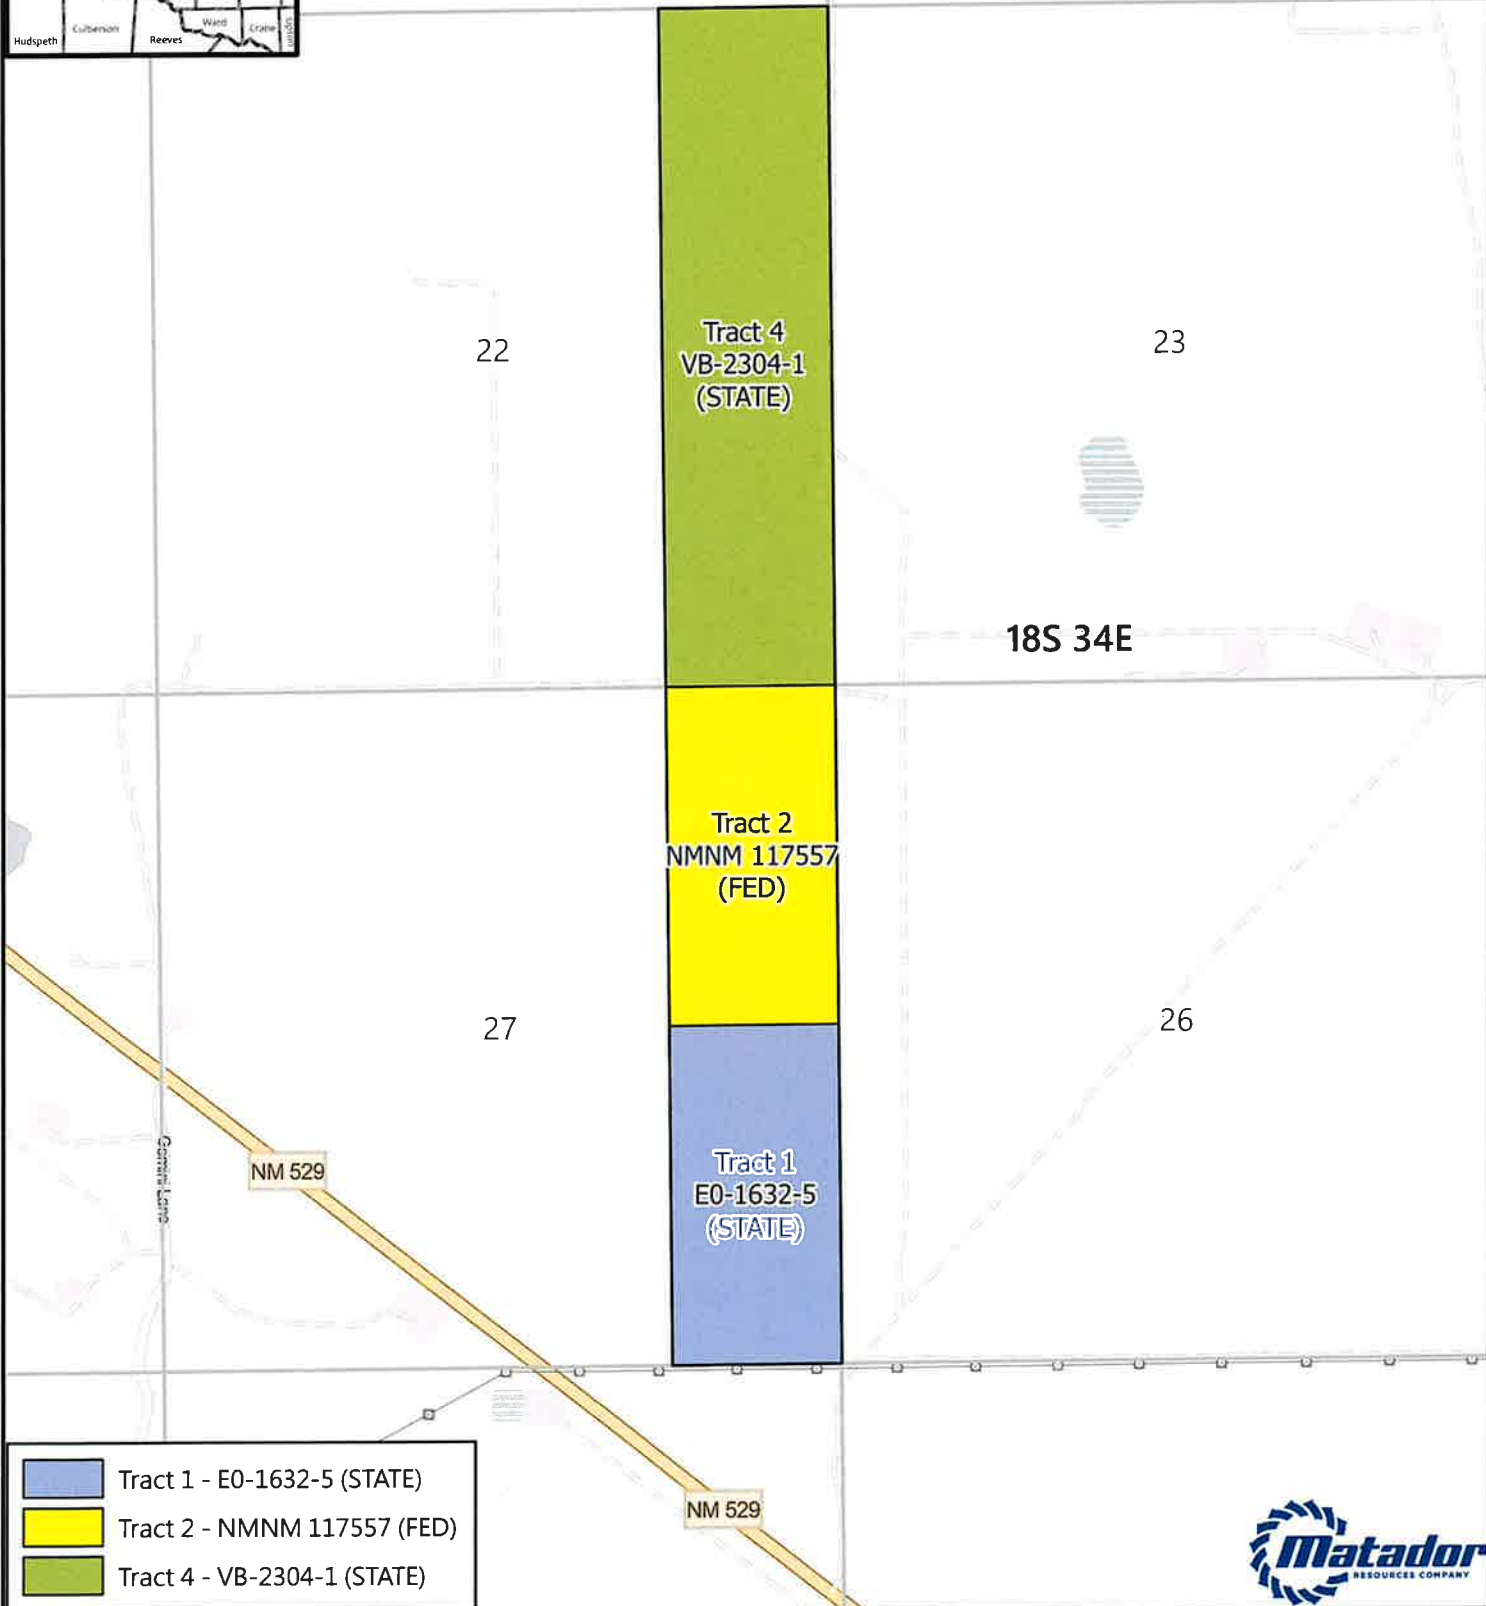 Hudspeth
Culberson
Reeves
Ward
Crane
22
Tract 4
VB-2304-1
(STATE)
23
18S 34E
Tract 2
NMNM 117557
(FED)
27
26
NM 529
Gemini Lane
Tract 1
E0-1632-5
(STATE)
NM 529
Tract 1 - E0-1632-5 (STATE)
Tract 2 - NMNM 117557 (FED)
Tract 4 - VB-2304-1 (STATE)
Matador
RESOURCES COMPANY